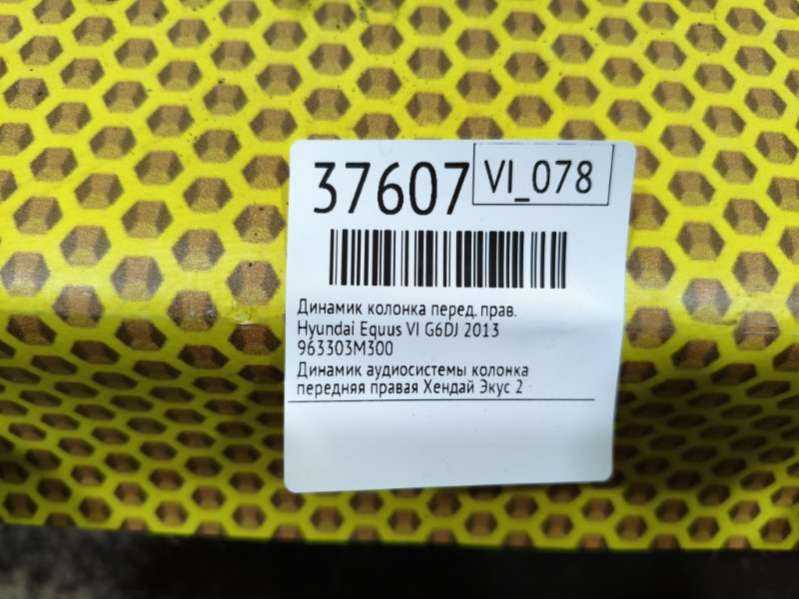 37607
VI_078
Динамик колонка перед. прав.
Hyundai Equus VI G6DJ 2013
963303M300
Динамик аудиосистемы колонка
передняя правая Хендай Экус 2